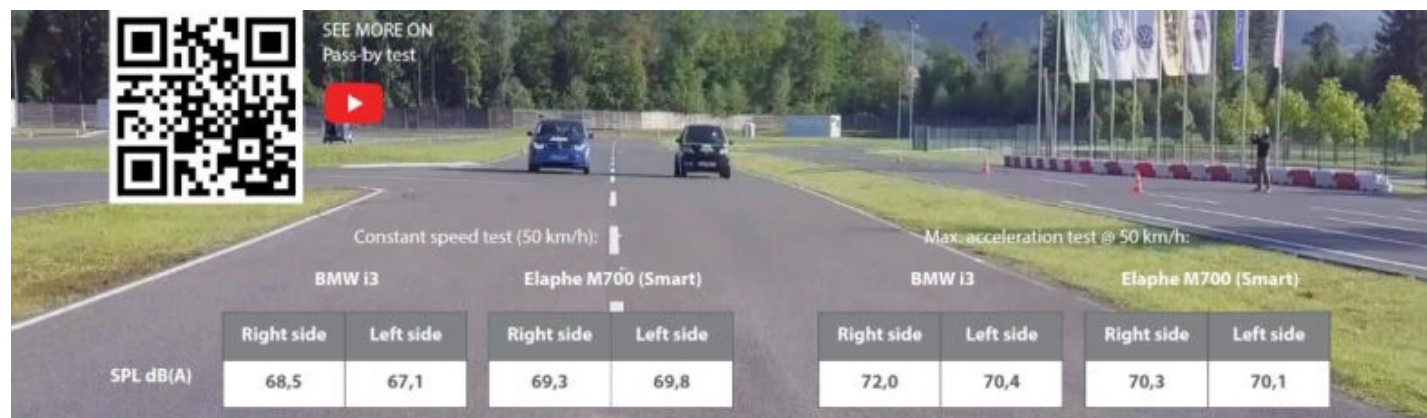 SEE MORE ON
Pass-by test
Constant speed test (50 km/h):
Max. acceleration test @ 50 km/h:
BMW i3
Elaphe M700 (Smart)
BMW i3
Elaphe M700 (Smart)
Right side Left side Right side Left side Right side Left side Right side Left side
SPL dB(A) 68,5 67,1 69,3 69,8 72,0 70,4 70,3 70,1